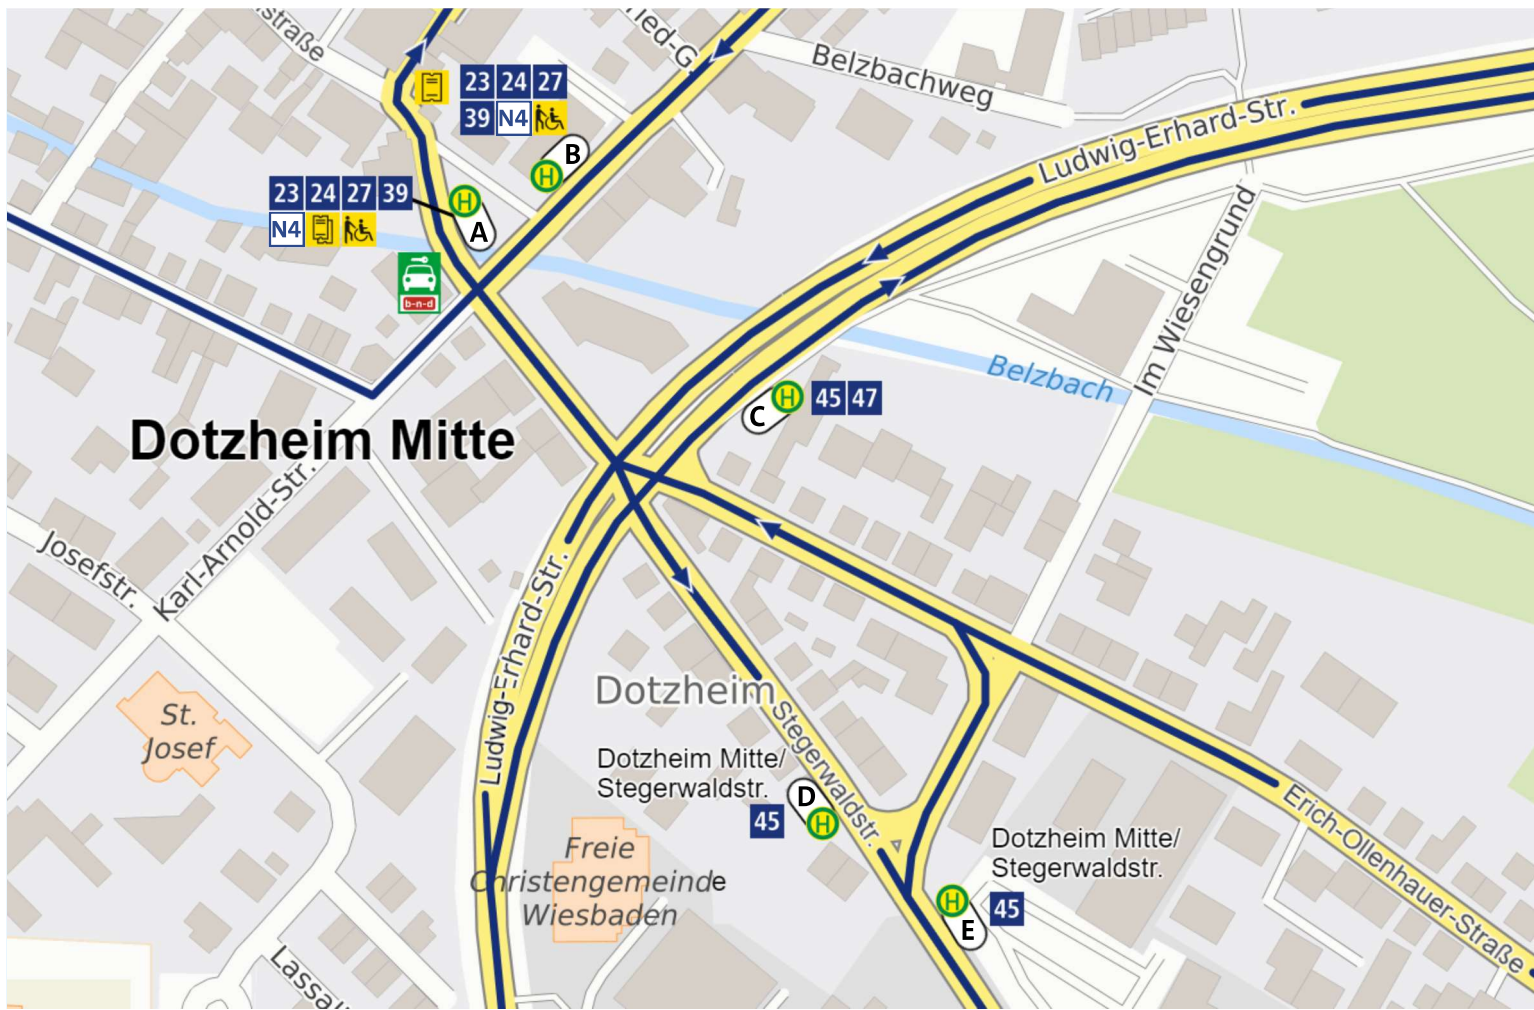 Belzbachweg
23 24 27
39 N4
B
23 24 27 39
N4
A
b-n-d
Ludwig-Erhard-Str.
Im Wiesengrund
Belzbach
C
45 47
Dotzheim Mitte
Karl-Arnold-Str.
Josefstr.
St.
Josef
Ludwig-Erhard-Str.
Dotzheim
Stegerwaldstr.
Dotzheim Mitte/
Stegerwaldstr.
D
45
Dotzheim Mitte/
Stegerwaldstr.
45
E
Erich-Ollenhauer-Straße
Freie
Christengemeinde
Wiesbaden
H
H
H
H
H
straße
ried-G
Lassall